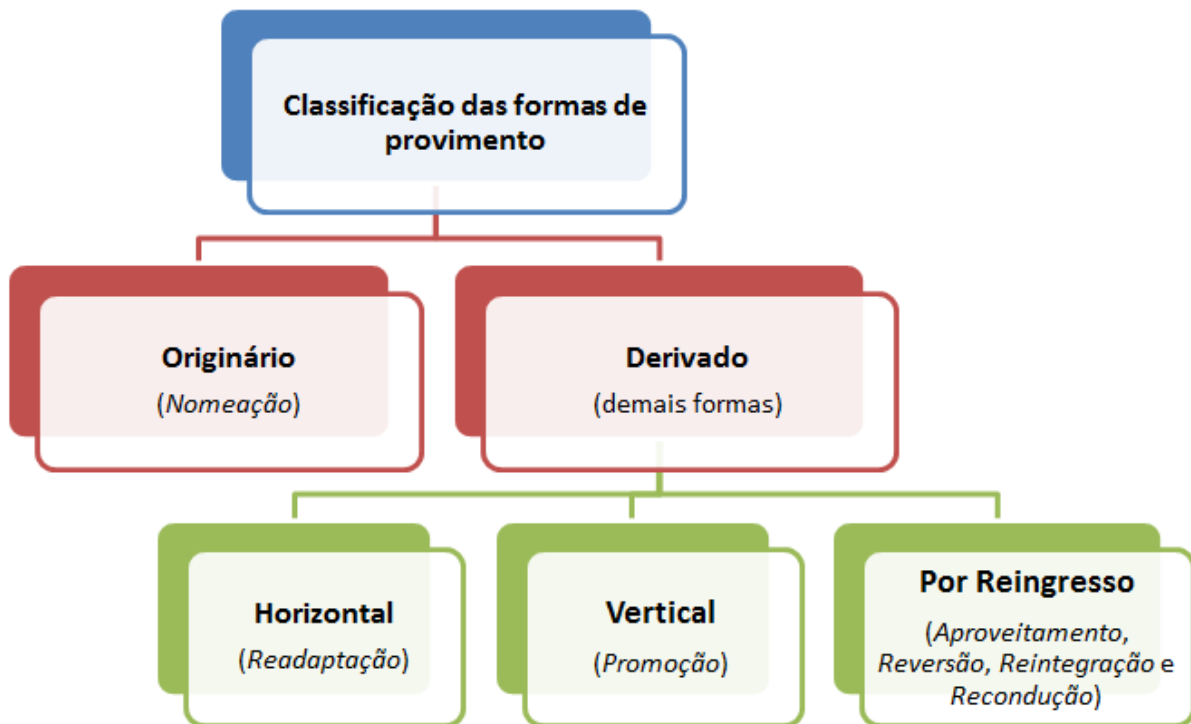 Classificação das formas de
provimento
Originário
(Nomeação)
Derivado
(demais formas)
Horizontal
(Readaptação)
Vertical
(Promoção)
Por Reingresso
(Aproveitamento,
Reversão, Reintegração e
Recondução)